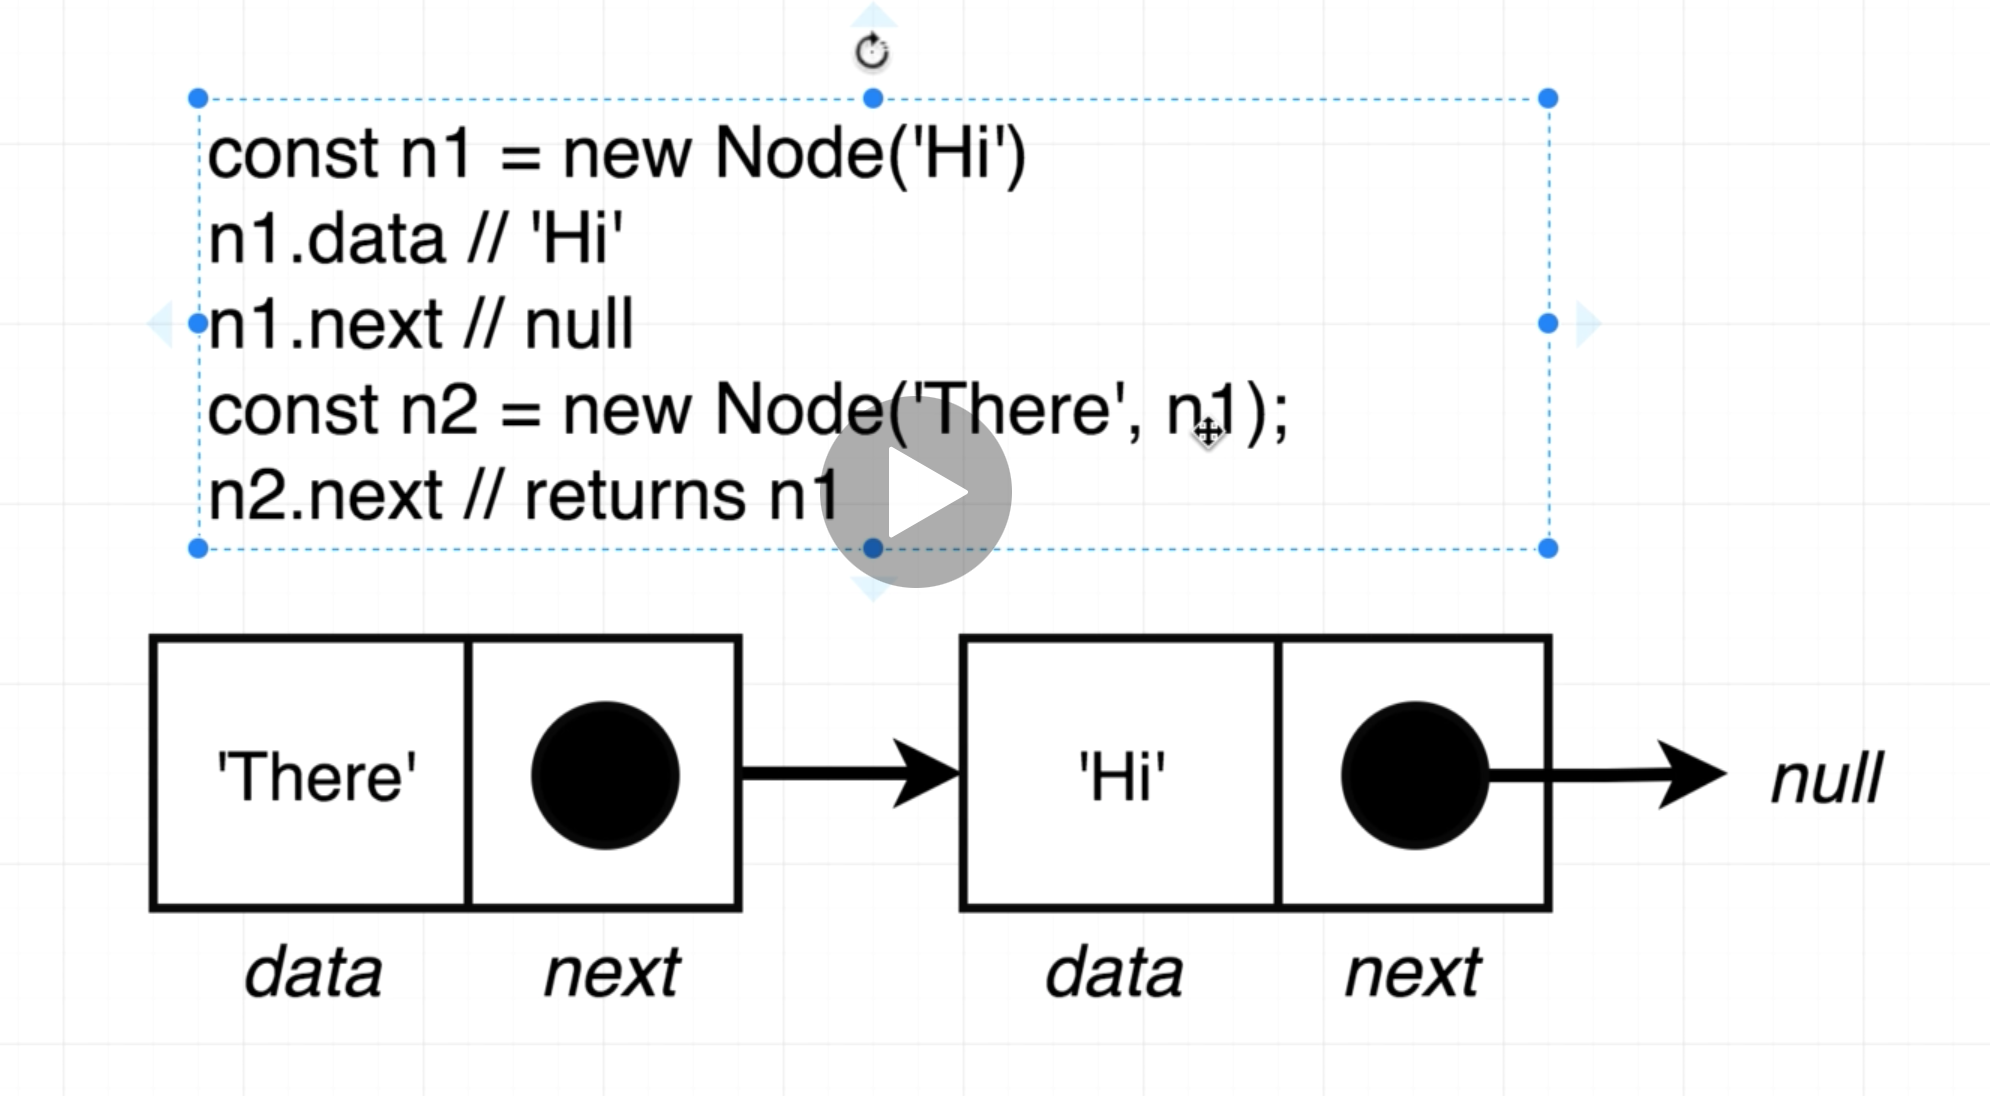 const n1 = new Node('Hi')
n1.data // 'Hi'
n1.next // null
const n2 = new Node('There', n1);
n2.next // returns n1
'There'
'Hi'
null
data
next
data
next